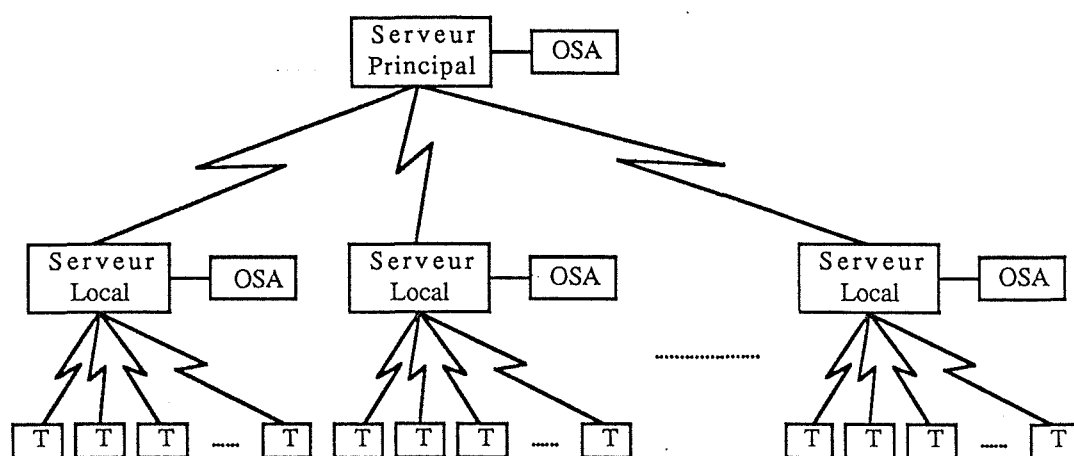 Serveur
Principal
OSA
Serveur
Local
OSA
Serveur
Local
OSA
Serveur
Local
OSA
T T T ...... T T T T ...... T T T T ...... T